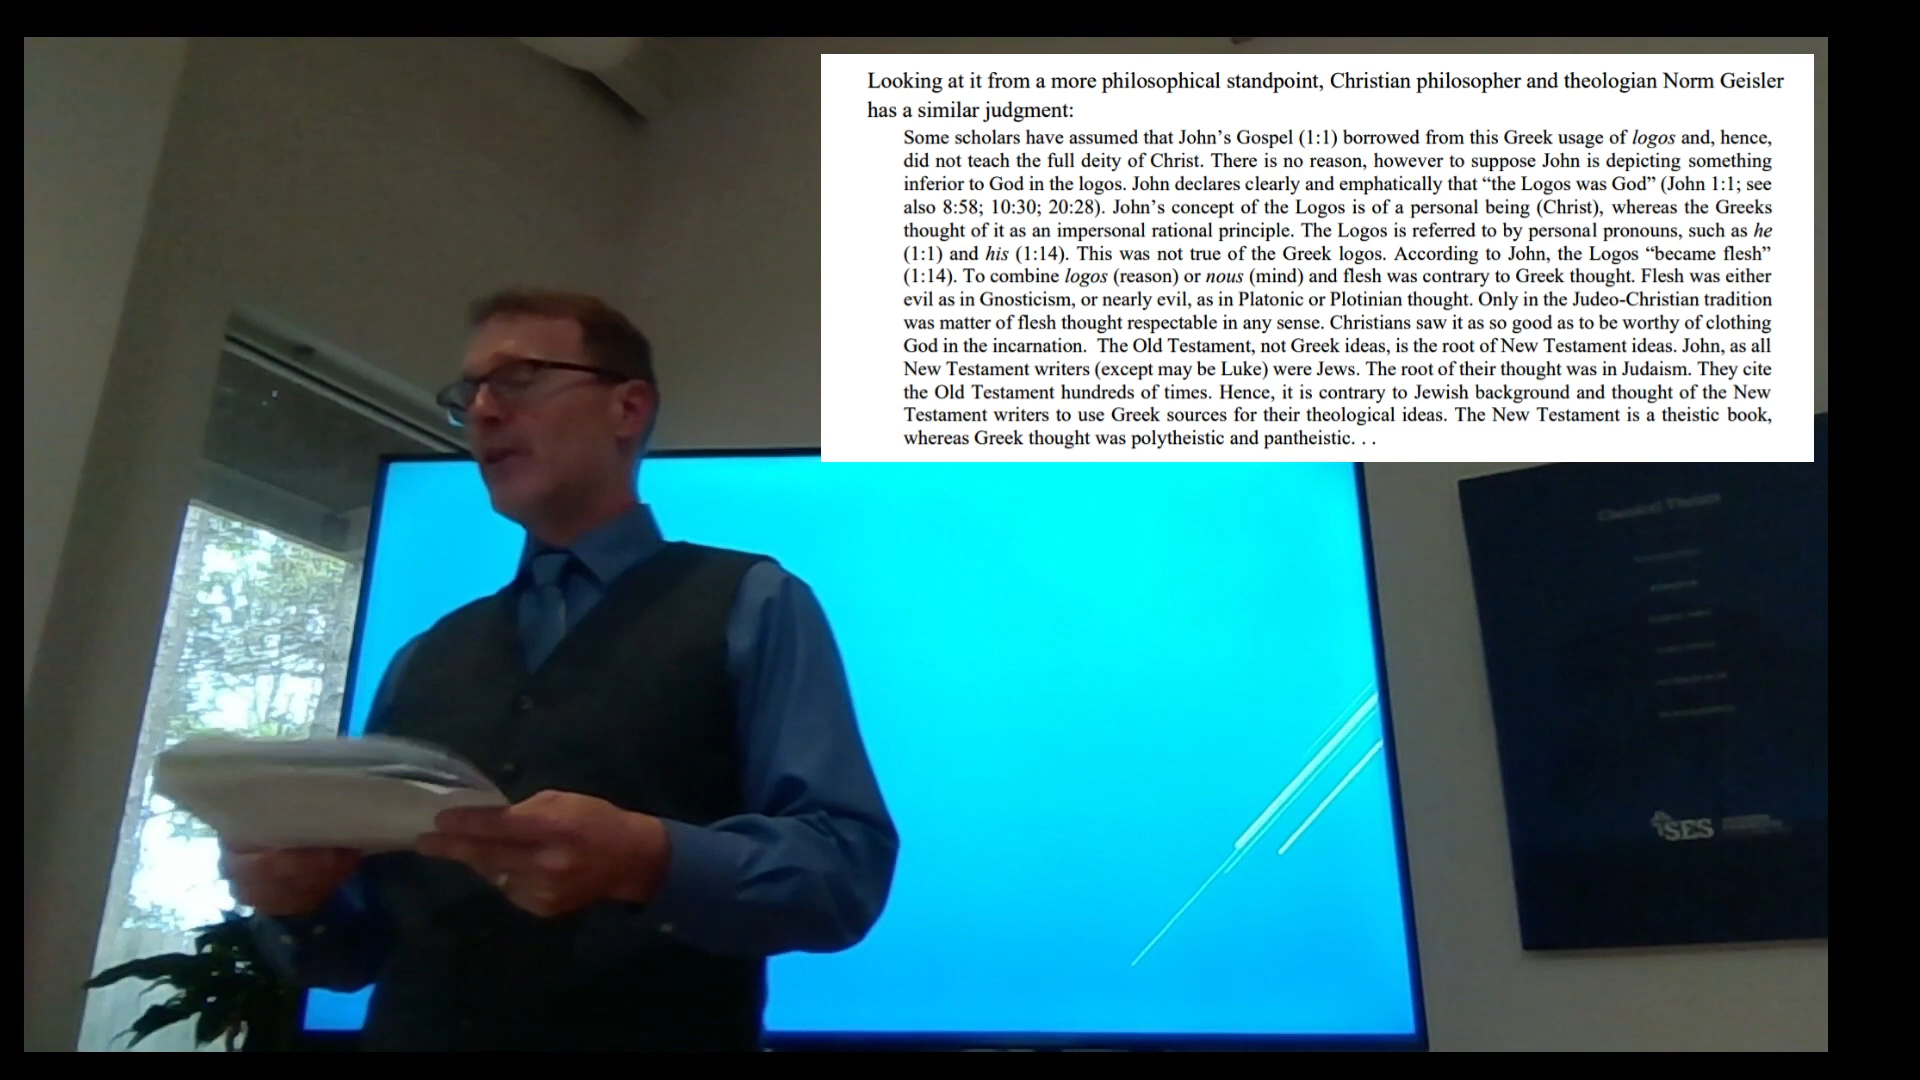 Looking at it from a more philosophical standpoint, Christian philosopher and theologian Norm Geisler
has a similar judgment:
Some scholars have assumed that John’s Gospel (1:1) borrowed from this Greek usage of logos and, hence,
did not teach the full deity of Christ. There is no reason, however to suppose John is depicting something
inferior to God in the logos. John declares clearly and emphatically that “the Logos was God” (John 1:1; see
also 8:58; 10:30; 20:28). John’s concept of the Logos is of a personal being (Christ), whereas the Greeks
thought of it as an impersonal rational principle. The Logos is referred to by personal pronouns, such as he
(1:1) and his (1:14). This was not true of the Greek logos. According to John, the Logos “became flesh”
(1:14). To combine logos (reason) or nous (mind) and flesh was contrary to Greek thought. Flesh was either
evil as in Gnosticism, or nearly evil, as in Platonic or Plotinian thought. Only in the Judeo-Christian tradition
was matter of flesh thought respectable in any sense. Christians saw it as so good as to be worthy of clothing
God in the incarnation. The Old Testament, not Greek ideas, is the root of New Testament ideas. John, as all
New Testament writers (except may be Luke) were Jews. The root of their thought was in Judaism. They cite
the Old Testament hundreds of times. Hence, it is contrary to Jewish background and thought of the New
Testament writers to use Greek sources for their theological ideas. The New Testament is a theistic book,
whereas Greek thought was polytheistic and pantheistic. . .
Classical Theism
SES